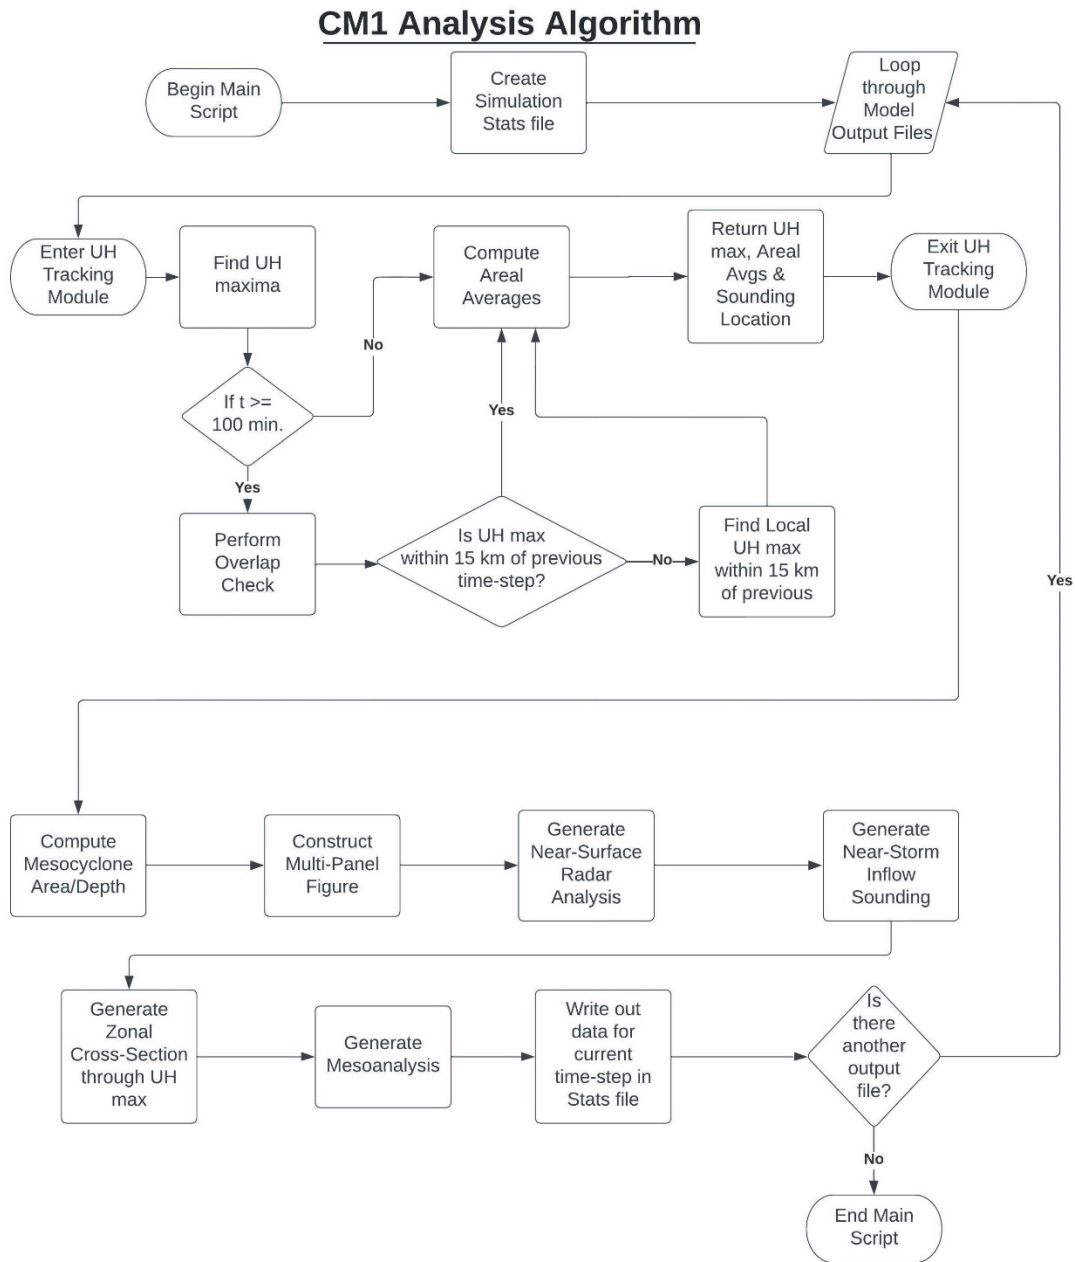 CM1 Analysis Algorithm
Begin Main
Script
Create
Simulation
Stats file
Loop
through
Model
Output Files
Enter UH
Tracking
Module
Find UH
maxima
No
Compute
Areal
Averages
Return UH
max, Areal
Avgs &
Sounding
Location
Exit UH
Tracking
Module
If t >=
100 min.
Yes
Perform
Overlap
Check
Yes
Is UH max
within 15 km of previous
time-step?
No
Find Local
UH max
within 15 km
of previous
Yes
Compute
Mesocyclone
Area/Depth
Construct
Multi-Panel
Figure
Generate
Near-Surface
Radar
Analysis
Generate
Near-Storm
Inflow
Sounding
Generate
Zonal
Cross-Section
through UH
max
Generate
Mesoanalysis
Write out
data for
current
time-step in
Stats file
Is
there
another
output
file?
No
End Main
Script